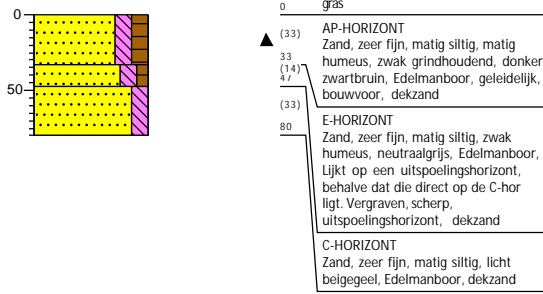 0
50
0
gras
(33)
33
(14)
47
(33)
80
AP-HORIZONT
Zand, zeer fijn, matig siltig, matig
humeus, zwak grindhoudend, donker
zwartbruin, Edelmanboor, geleidelijk,
bouwvoor, dekzand
E-HORIZONT
Zand, zeer fijn, matig siltig, zwak
humeus, neutraalgrijs, Edelmanboor,
Lijkt op een uitspoelingshorizont,
behalve dat die direct op de C-hor
ligt. Vergraven, scherp,
uitspoelingshorizont, dekzand
C-HORIZONT
Zand, zeer fijn, matig siltig, licht
beigegeel, Edelmanboor, dekzand